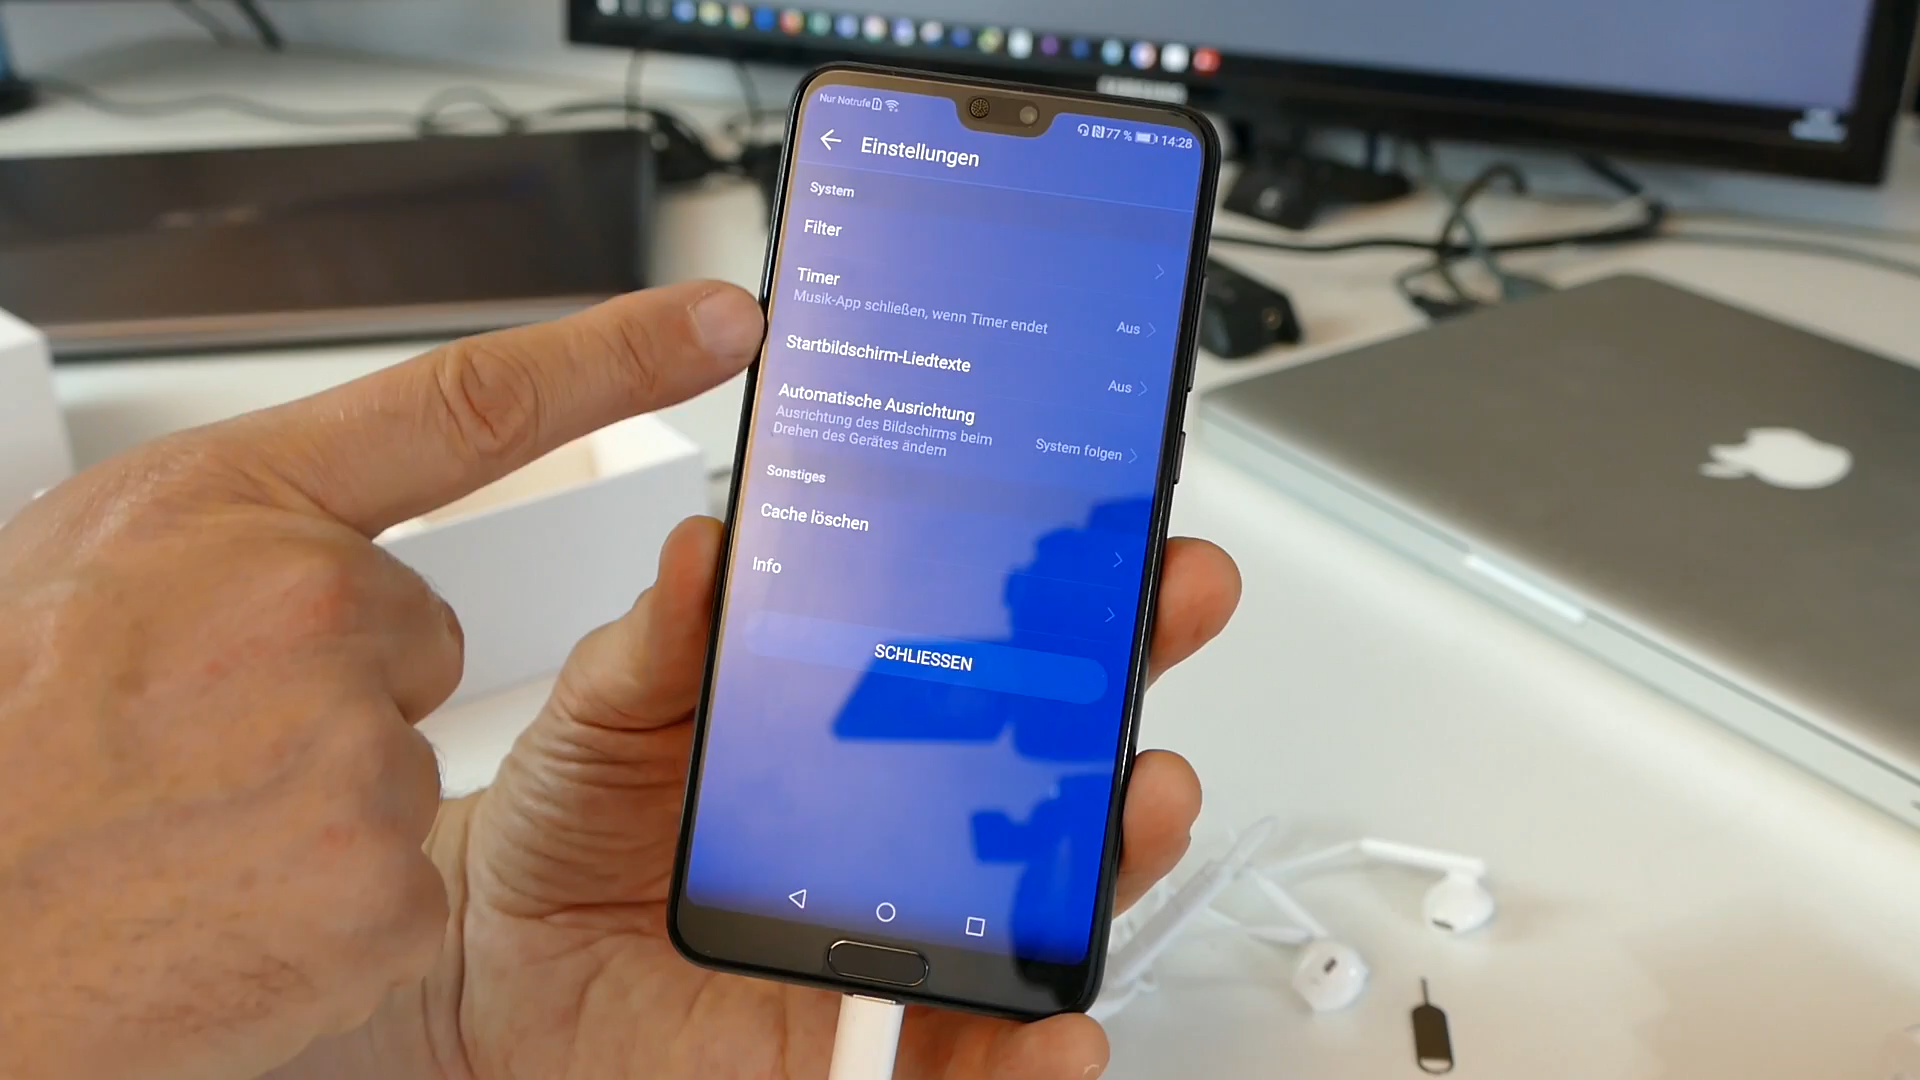 Nur Notrufe
77 % 14:28
Einstellungen
System
Filter
Timer
Musik-App schließen, wenn Timer endet
Aus
Startbildschirm-Liedtexte
Aus
Automatische Ausrichtung
Ausrichtung des Bildschirms beim
Drehen des Gerätes ändern
System folgen
Sonstiges
Cache löschen
Info
SCHLIESSEN